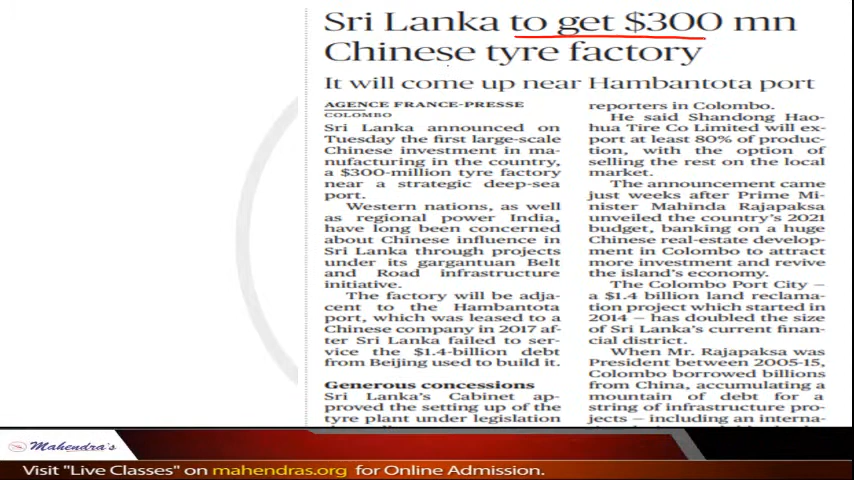 Sri Lanka to get $300 mn
Chinese tyre factory
It will come up near Hambantota port
AGENCE FRANCE-PRESSE
COLOMBO
Sri Lanka announced on
Tuesday the first large-scale
Chinese investment in ma-
nufacturing in the country,
a $300-million tyre factory
near a strategic deep-sea
port.
Western nations, as well
as regional power India,
have long been concerned
about Chinese influence in
Sri Lanka through projects
under its gargantuan Belt
and Road infrastructure
initiative.
The factory will be adja-
cent to the Hambantota
port, which was leased to a
Chinese company in 2017 af-
ter Sri Lanka failed to ser-
vice the $1.4-billion debt
from Beijing used to build it.
Generous concessions
Sri Lanka's Cabinet ap-
proved the setting up of the
tyre plant under legislation
reporters in Colombo.
He said Shandong Hao-
hua Tire Co Limited will ex-
port at least 80% of produc-
tion, with the option of
selling the rest on the local
market.
The announcement came
just weeks after Prime Mi-
nister Mahinda Rajapaksa
unveiled the country's 2021
budget, banking on a huge
Chinese real-estate develop-
ment in Colombo to attract
more investment and revive
the island's economy.
The Colombo Port City —
a $1.4 billion land reclama-
tion project which started in
2014 — has doubled the size
of Sri Lanka's current finan-
cial district.
When Mr. Rajapaksa was
President between 2005-15,
Colombo borrowed billions
from China, accumulating a
mountain of debt for a
string of infrastructure pro-
jects — including an interna-
Mahendra's
Visit "Live Classes" on mahendras.org for Online Admission.